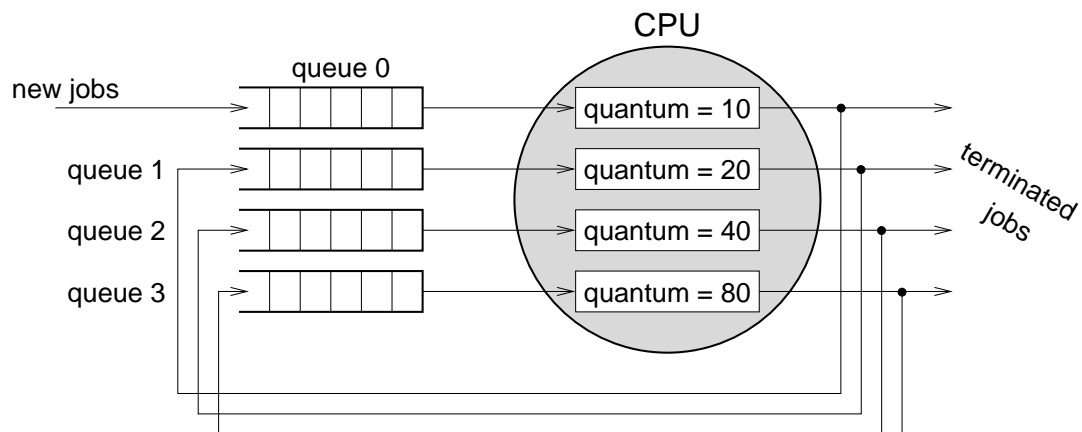 CPU
queue 0
new jobs
quantum = 10
queue 1
quantum = 20
terminated
jobs
queue 2
quantum = 40
queue 3
quantum = 80